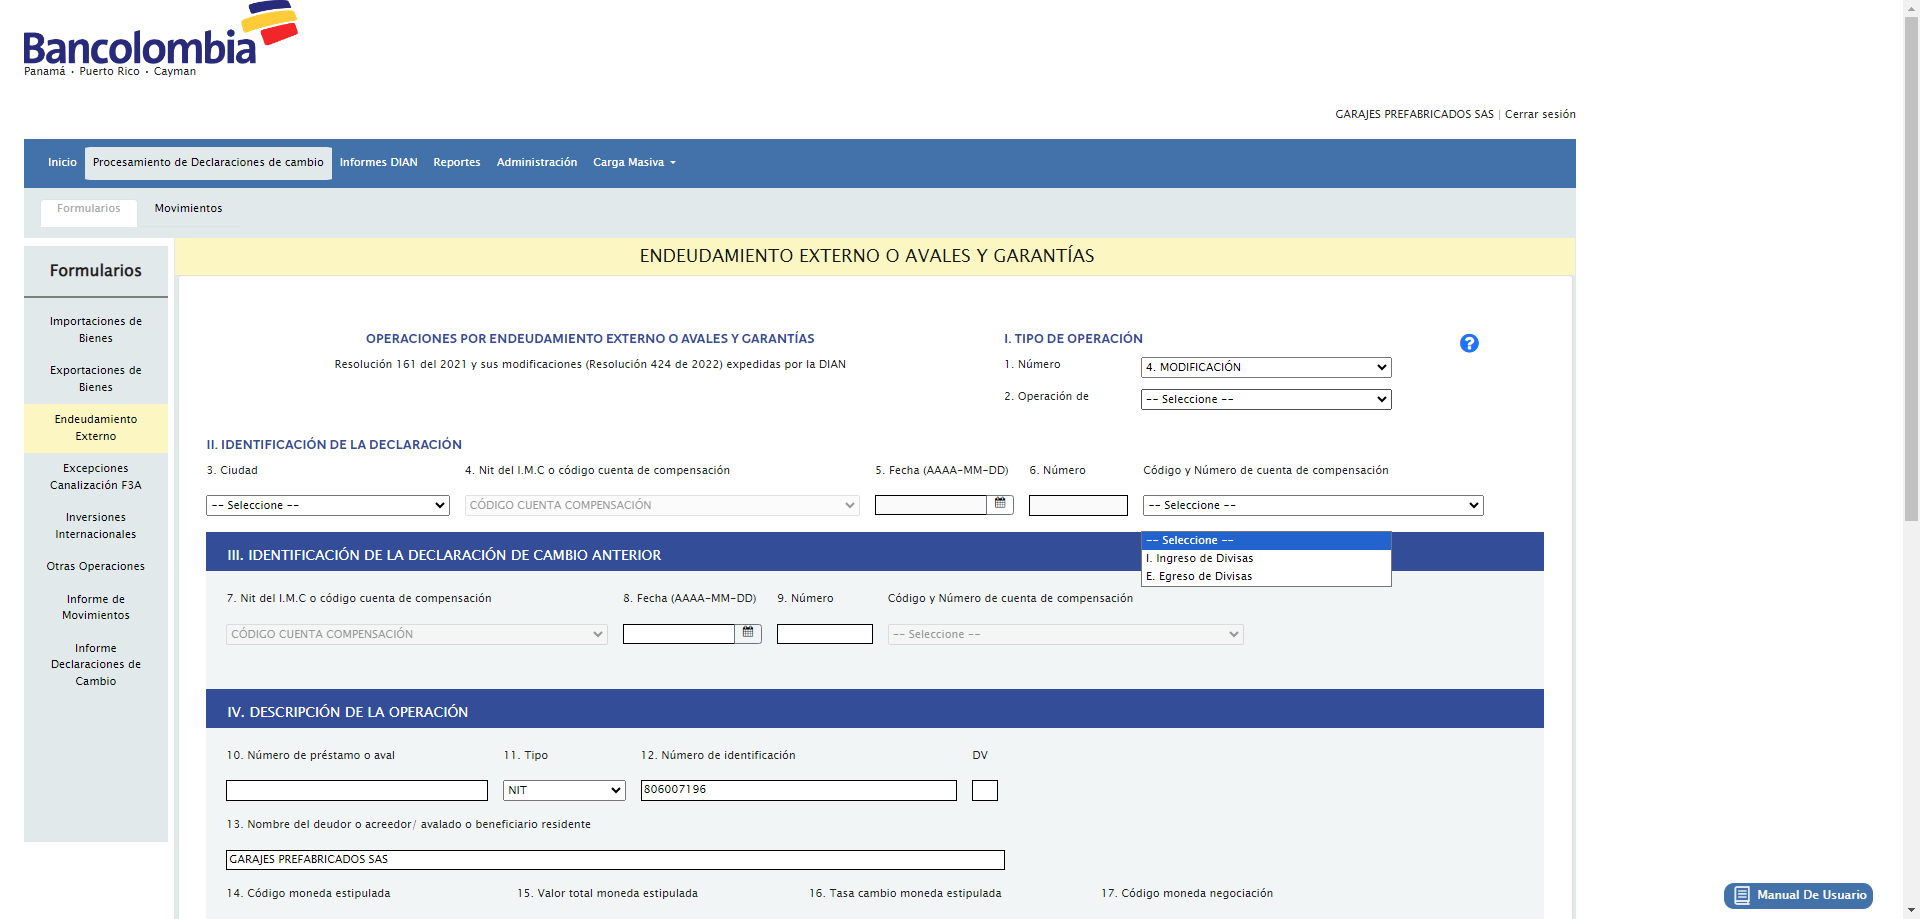 Bancolombia
Panamá • Puerto Rico • Cayman
GARAJES PREFABRICADOS SAS | Cerrar sesión
Inicio Procesamiento de Declaraciones de cambio Informes DIAN Reportes Administración Carga Masiva
Formularios Movimientos
Formularios
Importaciones de
Bienes
Exportaciones de
Bienes
Endeudamiento
Externo
Excepciones
Canalización F3A
Inversiones
Internacionales
Otras Operaciones
Informe de
Movimientos
Informe
Declaraciones de
Cambio
ENDEUDAMIENTO EXTERNO O AVALES Y GARANTÍAS
OPERACIONES POR ENDEUDAMIENTO EXTERNO O AVALES Y GARANTÍAS
Resolución 161 del 2021 y sus modificaciones (Resolución 424 de 2022) expedidas por la DIAN
I. TIPO DE OPERACIÓN
?
1. Número 4. MODIFICACIÓN
2. Operación de -- Seleccione --
II. IDENTIFICACIÓN DE LA DECLARACIÓN
3. Ciudad 4. Nit del I.M.C o código cuenta de compensación 5. Fecha (AAAA-MM-DD) 6. Número Código y Número de cuenta de compensación
-- Seleccione -- CÓDIGO CUENTA COMPENSACIÓN -- Seleccione --
-- Seleccione --
I. Ingreso de Divisas
E. Egreso de Divisas
III. IDENTIFICACIÓN DE LA DECLARACIÓN DE CAMBIO ANTERIOR
7. Nit del I.M.C o código cuenta de compensación 8. Fecha (AAAA-MM-DD) 9. Número Código y Número de cuenta de compensación
CÓDIGO CUENTA COMPENSACIÓN -- Seleccione --
IV. DESCRIPCIÓN DE LA OPERACIÓN
10. Número de préstamo o aval 11. Tipo 12. Número de identificación DV
NIT 806007196
13. Nombre del deudor o acreedor/ avalado o beneficiario residente
GARAJES PREFABRICADOS SAS
14. Código moneda estipulada 15. Valor total moneda estipulada 16. Tasa cambio moneda estipulada 17. Código moneda negociación
Manual De Usuario